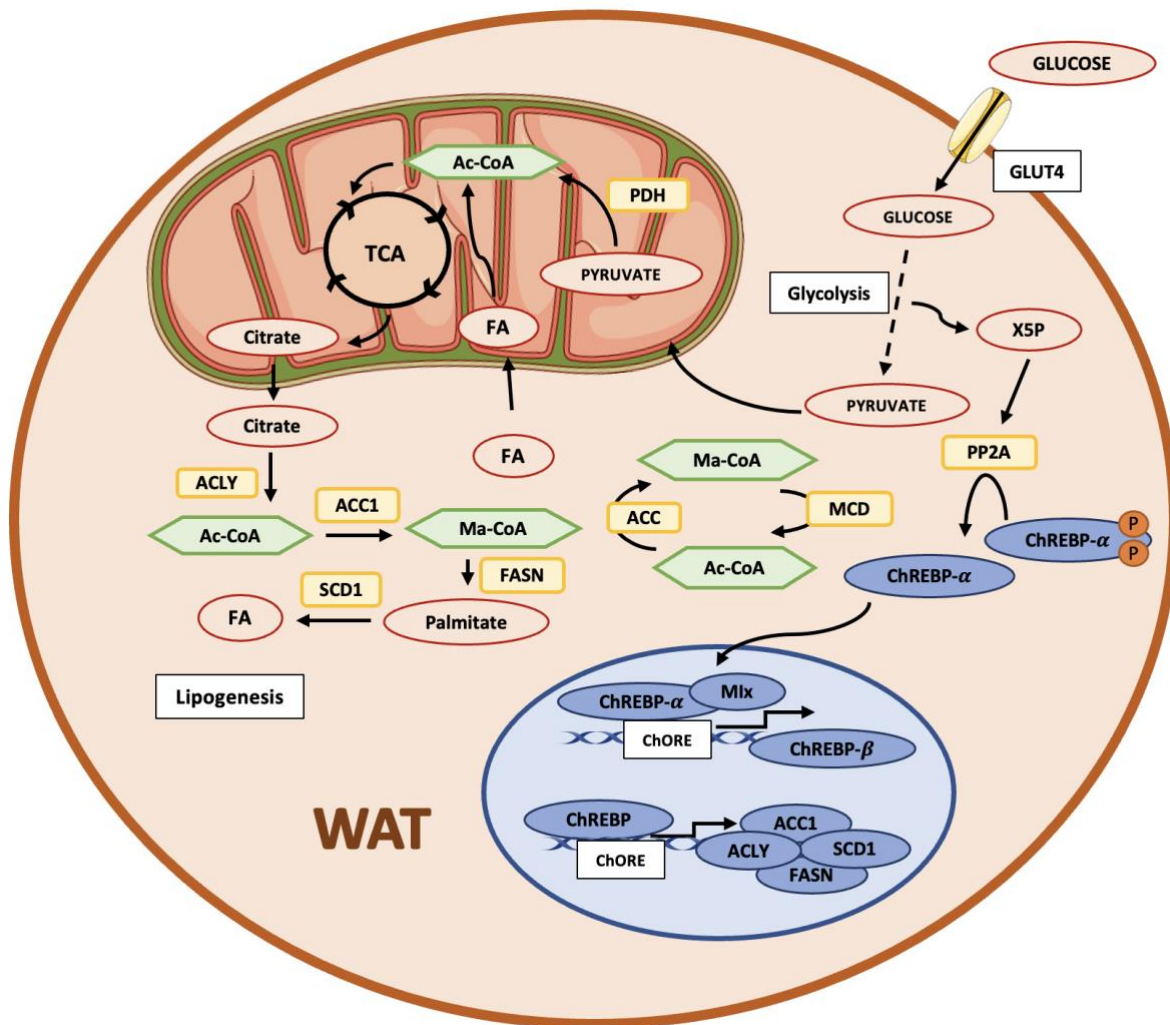 GLUCOSE
GLUT4
GLUCOSE
Glycolysis
X5P
PYRUVATE
PP2A
ChREBP-α
P
P
ChREBP-α
Ac-CoA
PDH
PYRUVATE
TCA
FA
Citrate
Citrate
FA
ACLY
Ac-CoA
ACC1
Ma-CoA
FASN
SCD1
FA
Palmitate
Lipogenesis
Ma-CoA
ACC
MCD
Ac-CoA
ChREBP-α
Mlx
ChORE
ChREBP-β
ChREBP
ChORE
ACC1
ACLY
SCD1
FASN
WAT